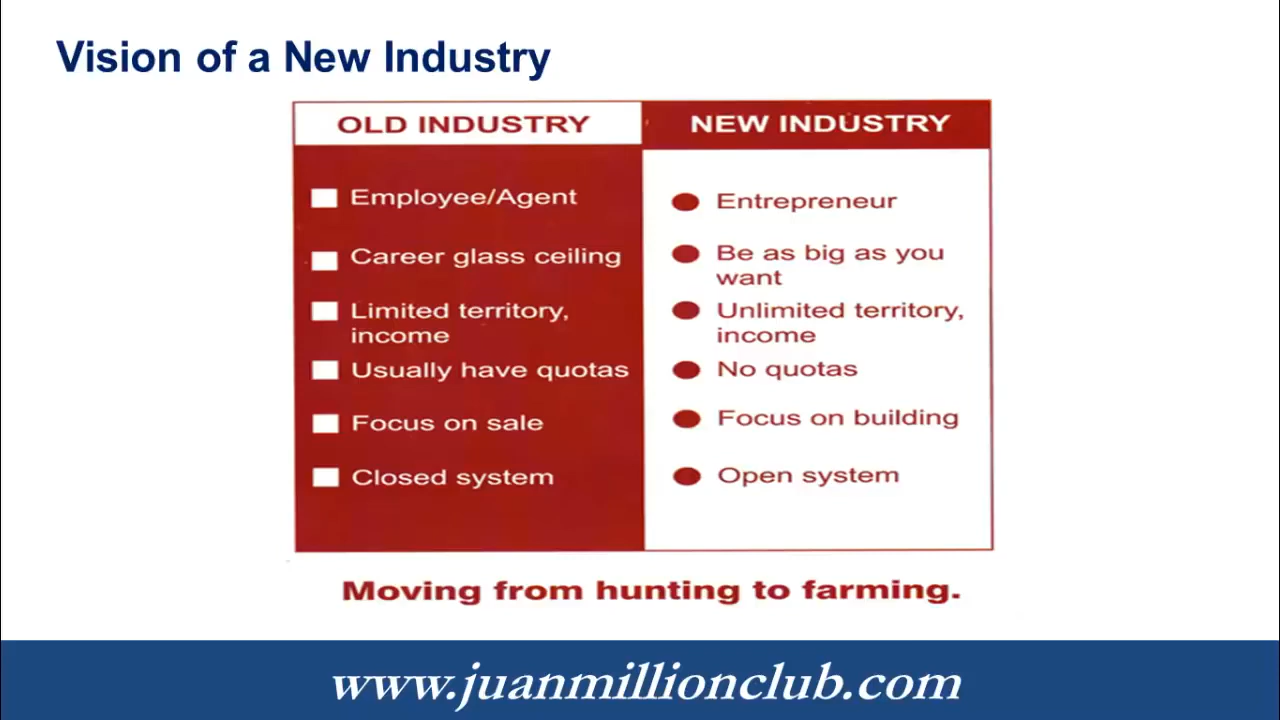 Vision of a New Industry
OLD INDUSTRY
Employee/Agent
Career glass ceiling
Limited territory,
income
Usually have quotas
Focus on sale
Closed system
NEW INDUSTRY
Entrepreneur
Be as big as you
want
Unlimited territory,
income
No quotas
Focus on building
Open system
Moving from hunting to farming.
www.juanmillionclub.com